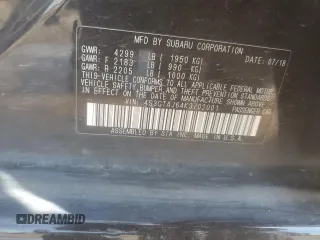 MFD. BY SUBARU CORPORATION 07/18
GVWR: 4299 LB ( 1950 KG)
GAWR: F 2183 LB ( 990 KG)
GAWR: R 2205 LB ( 1000 KG)
THIS VEHICLE CONFORMS TO ALL APPLICABLE FEDERAL MOTOR
VEHICLE SAFETY, BUMPER, AND THEFT PREVENTION STANDARDS
IN EFFECT ON THE DATE OF MANUFACTURE SHOWN ABOVE.
VIN: PASSENGER CAR
ASSEMBLED BY SIA, INC. MADE IN U.S.A.
DREAMBID